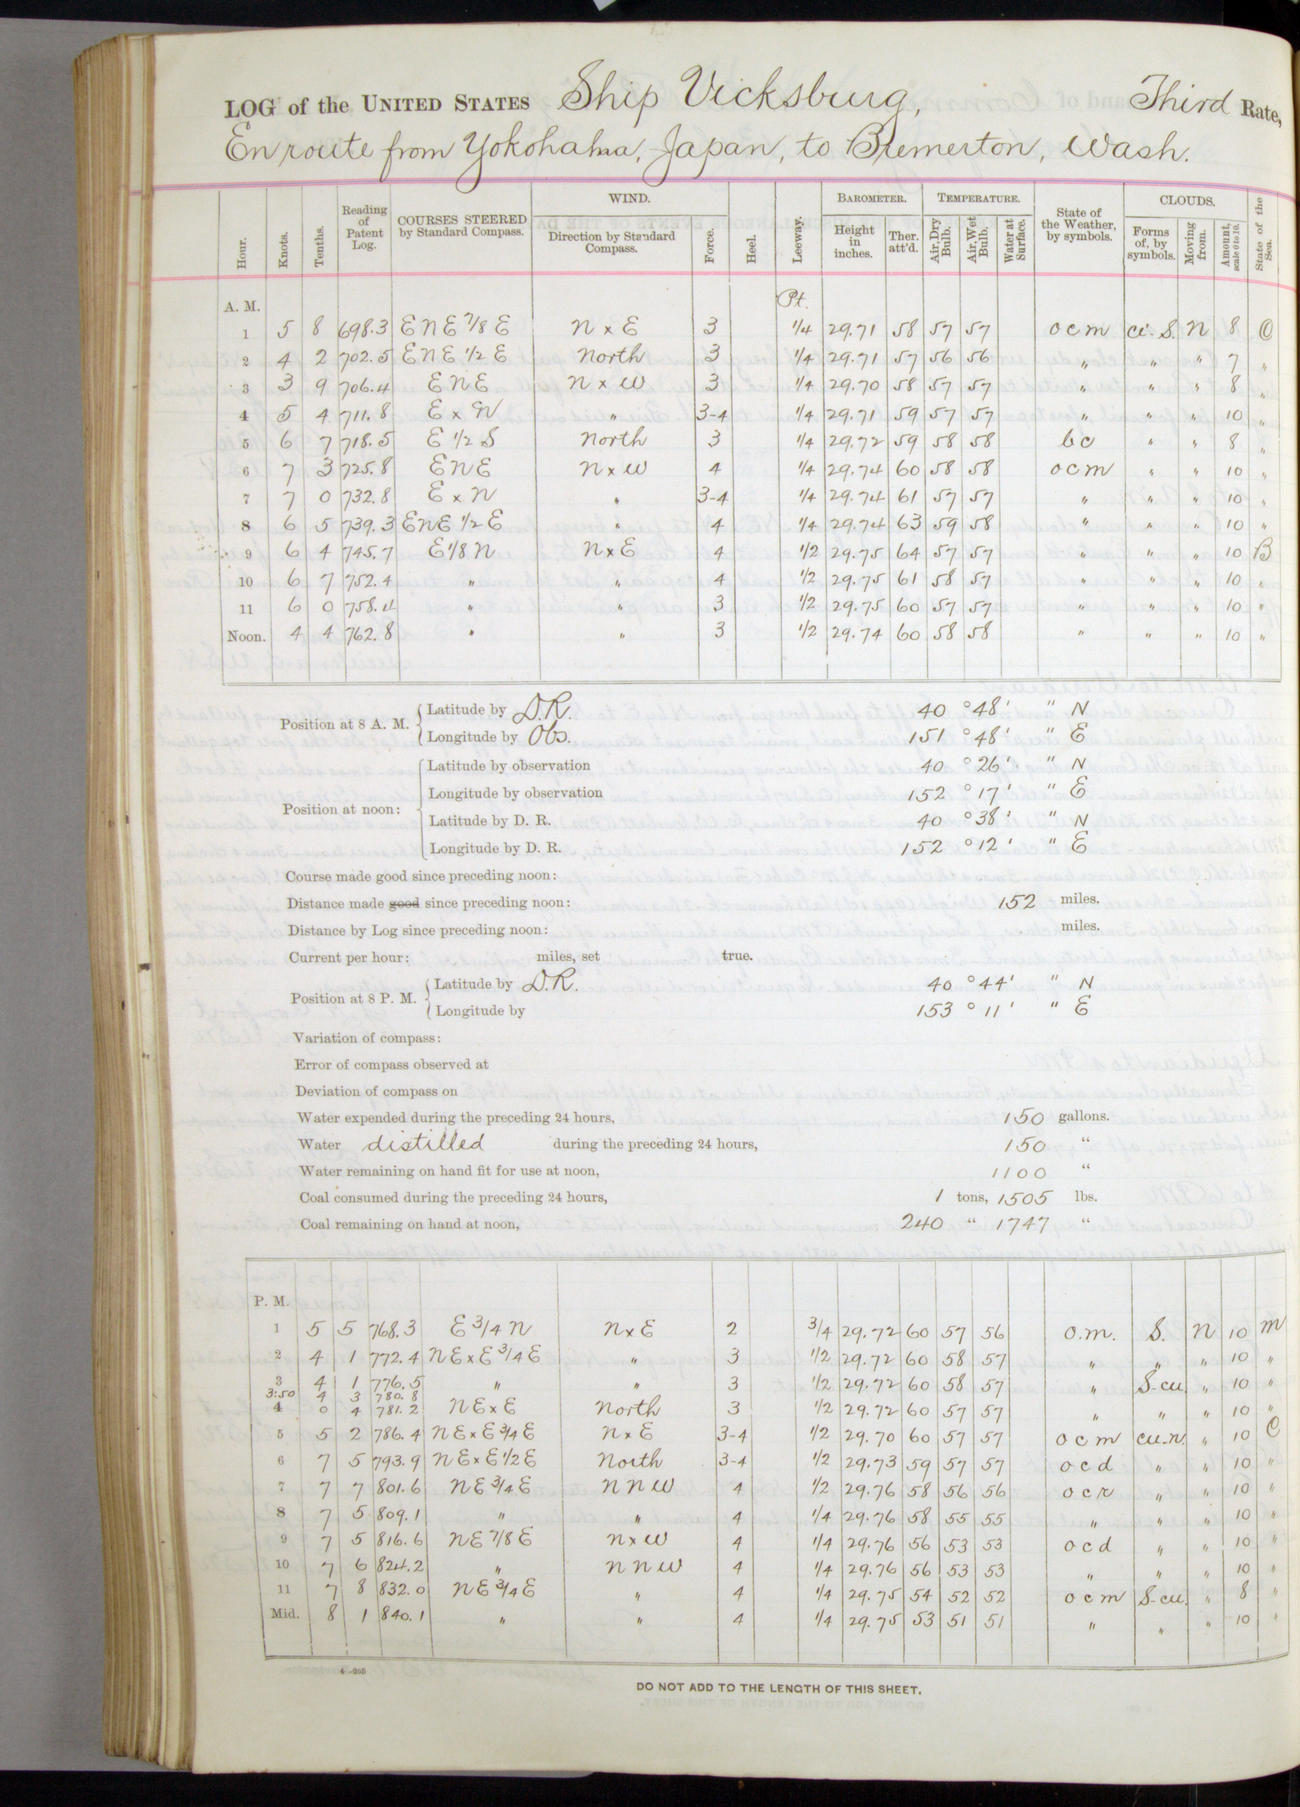 LOG of the UNITED STATES Ship Vicksburg, Third Rate,
En route from Yokohama, Japan, to Bremerton, Wash.
Hour. Knots. Tenths. Reading of Patent Log. COURSES STEERED by Standard Compass. WIND. Direction by Standard Compass. Force. Heel. Leeway. BAROMETER. Height in inches. Ther. att'd. TEMPERATURE. Air, Dry Bulb. Air, Wet Bulb. Water at Surface. State of the Weather, by symbols. CLOUDS. Forms of, by symbols. Moving from. Amount, scale 0 to 10. State of the Sea.
A. M. Pt.
1 5 8 698.3 ENE 7/8 E N x E 3 1/4 29.71 58 57 57 o c m ci. S. N 8 C
2 4 2 702.5 ENE 1/2 E North 3 1/4 29.71 57 56 56 " " " 7 "
3 3 9 706.4 ENE N x W 3 1/4 29.70 58 57 57 " " " 8 "
4 5 4 711.8 E x N " 3-4 1/4 29.71 59 57 57 " " " 10 "
5 6 7 718.5 E 1/2 S North 3 1/4 29.72 59 58 58 bc " " 8 "
6 7 3 725.8 ENE N x W 4 1/4 29.74 60 58 58 o c m " " 10 "
7 7 0 732.8 E x N " 3-4 1/4 29.74 61 57 57 " " " 10 "
8 6 5 739.3 ENE 1/2 E " 4 1/4 29.74 63 59 58 " " " 10 "
9 6 4 745.7 E 1/8 N N x E 4 1/2 29.75 64 57 57 " " " 10 B
10 6 7 752.4 " " 4 1/2 29.75 61 58 57 " " " 10 "
11 6 0 758.4 " " 3 1/2 29.75 60 57 57 " " " 10 "
Noon. 4 4 762.8 " " 3 1/2 29.74 60 58 58 " " " 10 "
Position at 8 A. M. Latitude by D.R. 40 ° 48 ' " N
Longitude by Obs. 151 ° 48 ' " E
Position at noon: Latitude by observation 40 ° 26 ' " N
Longitude by observation 152 ° 17 ' " E
Latitude by D. R. 40 ° 38 ' " N
Longitude by D. R. 152 ° 12 ' " E
Course made good since preceding noon:
Distance made good since preceding noon: 152 miles.
Distance by Log since preceding noon: miles.
Current per hour: miles, set true.
Position at 8 P. M. Latitude by D.R. 40 ° 44 ' " N
Longitude by 153 ° 11 ' " E
Variation of compass:
Error of compass observed at
Deviation of compass on
Water expended during the preceding 24 hours, 150 gallons.
Water distilled during the preceding 24 hours, 150 "
Water remaining on hand fit for use at noon, 1100 "
Coal consumed during the preceding 24 hours, 1 tons, 1505 lbs.
Coal remaining on hand at noon, 240 " 1747 "
P. M.
1 5 5 768.3 E 3/4 N N x E 2 3/4 29.72 60 57 56 o. m. S. N 10 M
2 4 1 772.4 NE x E 3/4 E " 3 1/2 29.72 60 58 57 " " " 10 "
3 4 1 776.5 " " 3 1/2 29.72 60 58 57 " S-cu. " 10 "
3:50 4 3 780.8
4 0 4 781.2 NE x E North 3 1/2 29.72 60 57 57 " " " 10 "
5 5 2 786.4 NE x E 3/4 E N x E 3-4 1/2 29.70 60 57 57 o c m cu.n. " 10 C
6 7 5 793.9 NE x E 1/2 E North 3-4 1/2 29.73 59 57 57 o c d " " 10 "
7 7 7 801.6 NE 3/4 E N N W 4 1/2 29.76 58 56 56 o c r " " 10 "
8 7 5 809.1 " " 4 1/4 29.76 58 55 55 " " " 10 "
9 7 5 816.6 NE 7/8 E N x W 4 1/4 29.76 56 53 53 o c d " " 10 "
10 7 6 824.2 " N N W 4 1/4 29.76 56 53 53 " " " 10 "
11 7 8 832.0 NE 3/4 E " 4 1/4 29.75 54 52 52 o c m S-cu. " 8 "
Mid. 8 1 840.1 " " 4 1/4 29.75 53 51 51 " " " 10 "
DO NOT ADD TO THE LENGTH OF THIS SHEET.